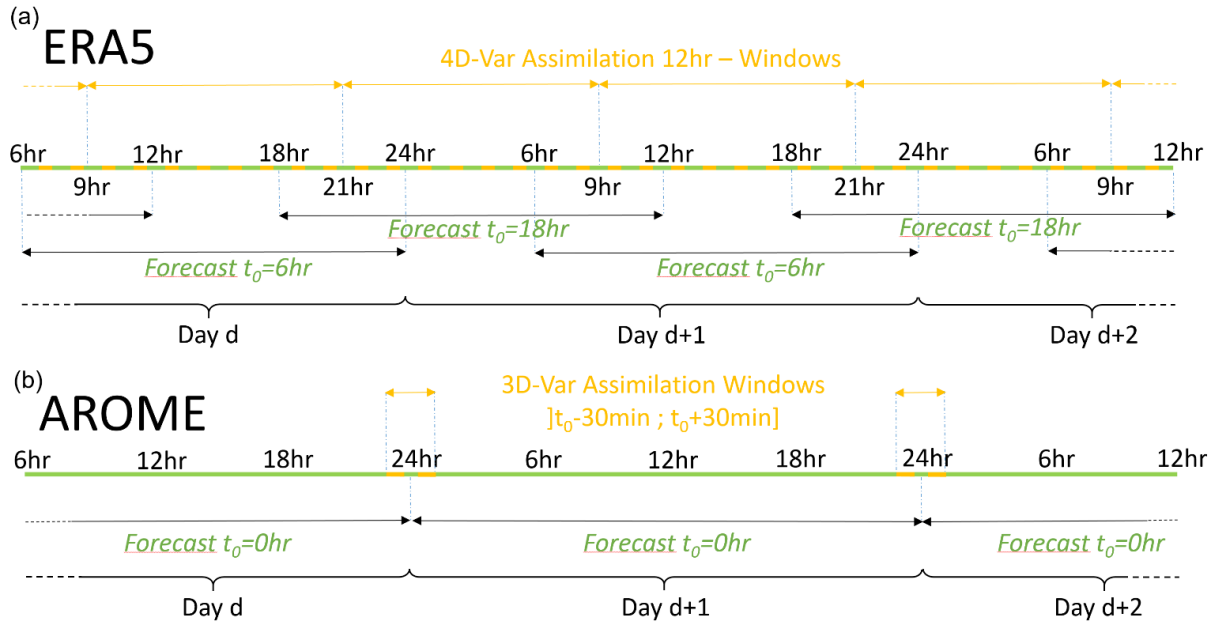 (a)
ERA5
4D-Var Assimilation 12hr – Windows
6hr 12hr 18hr 24hr 6hr 12hr 18hr 24hr 6hr 12hr
9hr 21hr 9hr 21hr 9hr
Forecast t0=18hr Forecast t0=18hr
Forecast t0=6hr Forecast t0=6hr
Day d Day d+1 Day d+2
(b)
AROME
3D-Var Assimilation Windows
]t0-30min ; t0+30min]
6hr 12hr 18hr 24hr 6hr 12hr 18hr 24hr 6hr 12hr
Forecast t0=0hr Forecast t0=0hr Forecast t0=0hr
Day d Day d+1 Day d+2